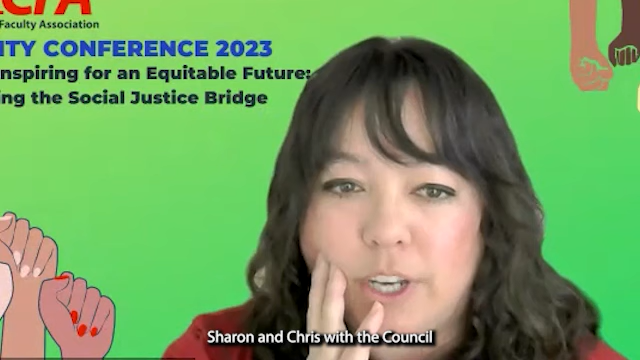 CFA
Faculty Association
ITY CONFERENCE 2023
nspiring for an Equitable Future:
ing the Social Justice Bridge
Sharon and Chris with the Council